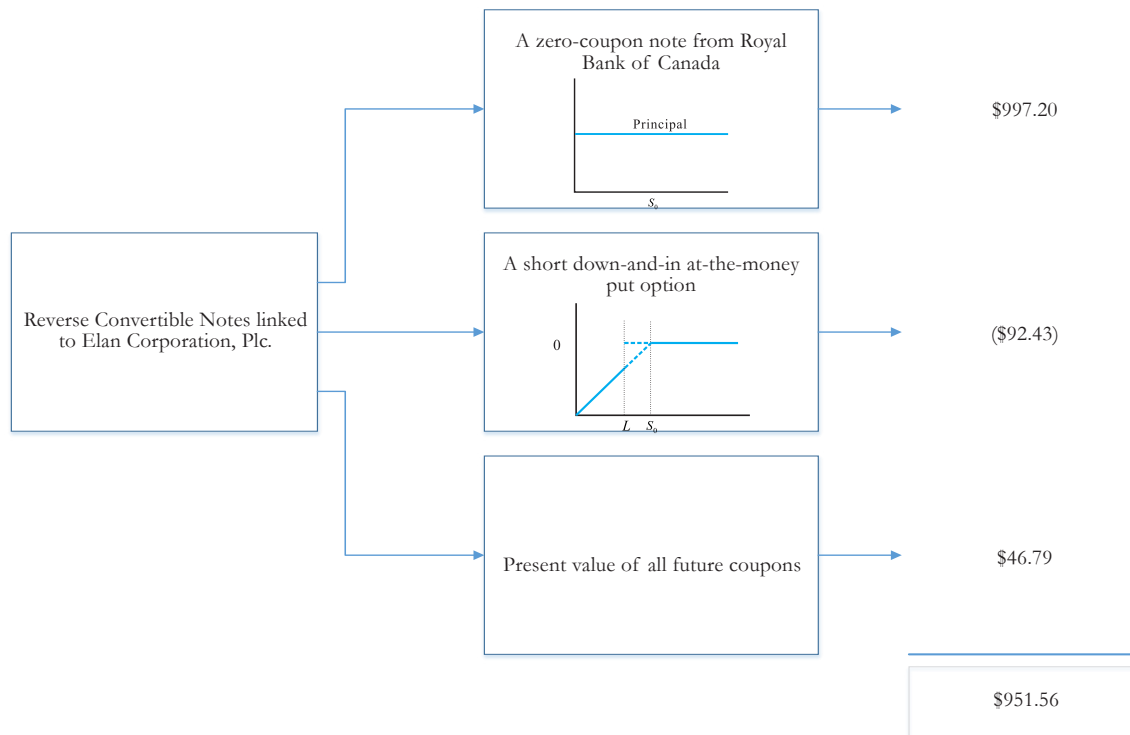 A zero-coupon note from Royal
Bank of Canada
Principal
S₀
$997.20
Reverse Convertible Notes linked
to Elan Corporation, Plc.
A short down-and-in at-the-money
put option
0
L
S₀
($92.43)
Present value of all future coupons
$46.79
$951.56